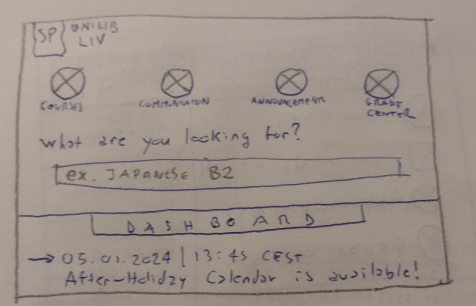 SP UNILIB
LIV
COURSES COMMUNICATION ANNOUNCEMENTS GRADE
CENTER
What are you looking for?
ex. JAPANESE B2
DASHBOARD
→ 05.01.2024 | 13:45 CEST
After-Holiday Calendar is available!